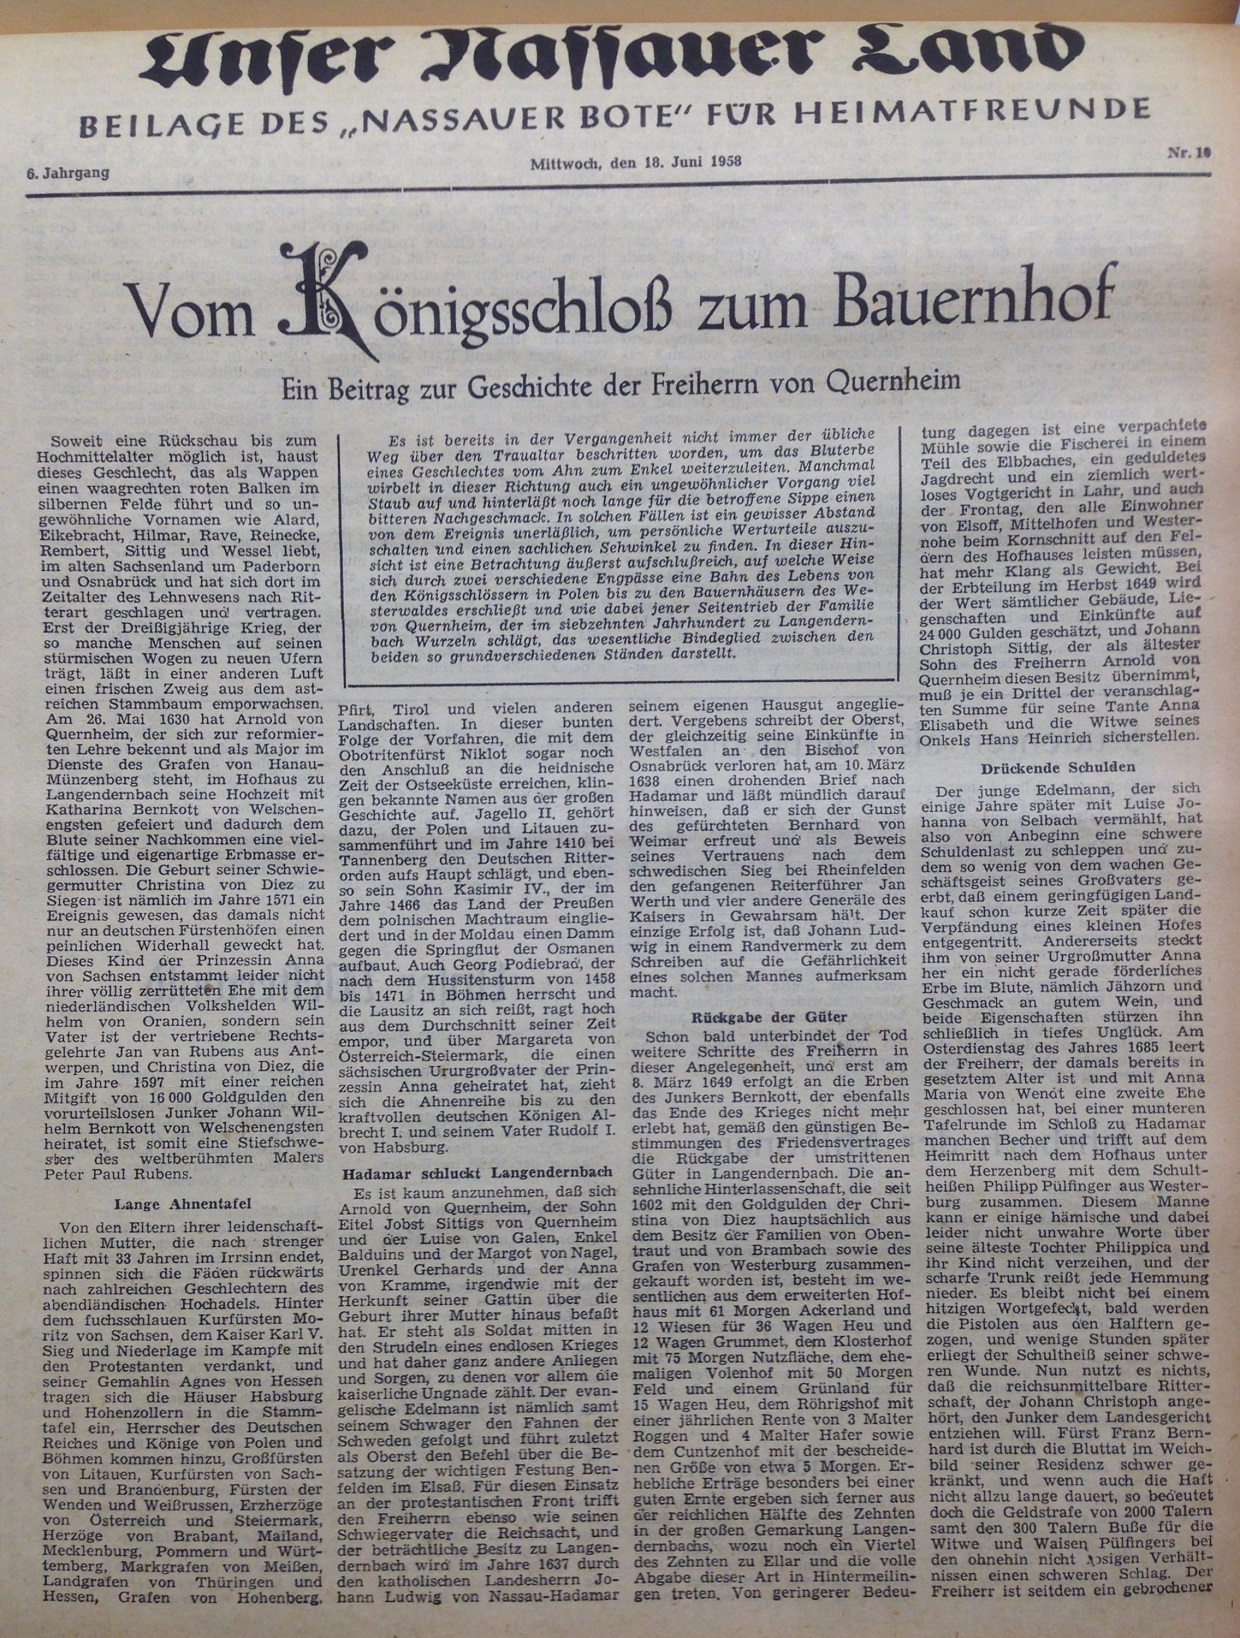 Unser Nassauer Land
BEILAGE DES „NASSAUER BOTE" FÜR HEIMATFREUNDE
6. Jahrgang
Mittwoch, den 18. Juni 1958
Nr. 10
Vom Königsschloß zum Bauernhof
Ein Beitrag zur Geschichte der Freiherrn von Quernheim
Soweit eine Rückschau bis zum
Hochmittelalter möglich ist, haust
dieses Geschlecht, das als Wappen
einen waagrechten roten Balken im
silbernen Felde führt und so un-
gewöhnliche Vornamen wie Alard,
Eikebracht, Hilmar, Rave, Reinecke,
Rembert, Sittig und Wessel liebt,
im alten Sachsenland um Paderborn
und Osnabrück und hat sich dort im
Zeitalter des Lehnwesens nach Rit-
terart geschlagen und vertragen.
Erst der Dreißigjährige Krieg, der
so manche Menschen auf seinen
stürmischen Wogen zu neuen Ufern
trägt, läßt in einer anderen Luft
einen frischen Zweig aus dem ast-
reichen Stammbaum emporwachsen.
Am 26. Mai 1630 hat Arnold von
Quernheim, der sich zur reformier-
ten Lehre bekennt und als Major im
Dienste des Grafen von Hanau-
Münzenberg steht, im Hofhaus zu
Langendernbach seine Hochzeit mit
Katharina Bernkott von Welschen-
engsten gefeiert und dadurch dem
Blute seiner Nachkommen eine viel-
fältige und eigenartige Erbmasse er-
schlossen. Die Geburt seiner Schwie-
germutter Christina von Diez zu
Siegen ist nämlich im Jahre 1571 ein
Ereignis gewesen, das damals nicht
nur an deutschen Fürstenhöfen einen
peinlichen Widerhall geweckt hat.
Dieses Kind der Prinzessin Anna
von Sachsen entstammt leider nicht
ihrer völlig zerrütteten Ehe mit dem
niederländischen Volkshelden Wil-
helm von Oranien, sondern sein
Vater ist der vertriebene Rechts-
gelehrte Jan van Rubens aus Ant-
werpen, und Christina von Diez, die
im Jahre 1597 mit einer reichen
Mitgift von 16 000 Goldgulden den
vorurteilslosen Junker Johann Wil-
helm Bernkott von Welschenengsten
heiratet, ist somit eine Stiefschwe-
ster des weltberühmten Malers
Peter Paul Rubens.
Lange Ahnentafel
Von den Eltern ihrer leidenschaft-
lichen Mutter, die nach strenger
Haft mit 33 Jahren im Irrsinn endet,
spinnen sich die Fäden rückwärts
nach zahlreichen Geschlechtern des
abendländischen Hochadels. Hinter
dem fuchsschlauen Kurfürsten Mo-
ritz von Sachsen, dem Kaiser Karl V.
Sieg und Niederlage im Kampfe mit
den Protestanten verdankt, und
seiner Gemahlin Agnes von Hessen
tragen sich die Häuser Habsburg
und Hohenzollern in die Stamm-
tafel ein, Herrscher des Deutschen
Reiches und Könige von Polen und
Böhmen kommen hinzu, Großfürsten
von Litauen, Kurfürsten von Sach-
sen und Brandenburg, Fürsten der
Wenden und Weißrussen, Erzherzöge
von Österreich und Steiermark,
Herzöge von Brabant, Mailand,
Mecklenburg, Pommern und Würt-
temberg, Markgrafen von Meißen,
Landgrafen von Thüringen und
Hessen, Grafen von Hohenberg,
Es ist bereits in der Vergangenheit nicht immer der übliche
Weg über den Traualtar beschritten worden, um das Bluterbe
eines Geschlechtes vom Ahn zum Enkel weiterzuleiten. Manchmal
wirbelt in dieser Richtung auch ein ungewöhnlicher Vorgang viel
Staub auf und hinterläßt noch lange für die betroffene Sippe einen
bitteren Nachgeschmack. In solchen Fällen ist ein gewisser Abstand
von dem Ereignis unerläßlich, um persönliche Werturteile auszu-
schalten und einen sachlichen Sehwinkel zu finden. In dieser Hin-
sicht ist eine Betrachtung äußerst aufschlußreich, auf welche Weise
sich durch zwei verschiedene Engpässe eine Bahn des Lebens von
den Königsschlössern in Polen bis zu den Bauernhäusern des We-
sterwaldes erschließt und wie dabei jener Seitentrieb der Familie
von Quernheim, der im siebzehnten Jahrhundert zu Langendern-
bach Wurzeln schlägt, das wesentliche Bindeglied zwischen den
beiden so grundverschiedenen Ständen darstellt.
Pfirt, Tirol und vielen anderen
Landschaften. In dieser bunten
Folge der Vorfahren, die mit dem
Obotritenfürst Niklot sogar noch
den Anschluß an die heidnische
Zeit der Ostseeküste erreichen, klin-
gen bekannte Namen aus der großen
Geschichte auf. Jagello II. gehört
dazu, der Polen und Litauen zu-
sammenführt und im Jahre 1410 bei
Tannenberg den Deutschen Ritter-
orden aufs Haupt schlägt, und eben-
so sein Sohn Kasimir IV., der im
Jahre 1466 das Land der Preußen
dem polnischen Machtraum einglie-
dert und in der Moldau einen Damm
gegen die Springflut der Osmanen
aufbaut. Auch Georg Podiebrad, der
nach dem Hussitensturm von 1458
bis 1471 in Böhmen herrscht und
die Lausitz an sich reißt, ragt hoch
aus dem Durchschnitt seiner Zeit
empor, und über Margareta von
Österreich-Steiermark, die einen
sächsischen Ururgroßvater der Prin-
zessin Anna geheiratet hat, zieht
sich die Ahnenreihe bis zu den
kraftvollen deutschen Königen Al-
brecht I. und seinem Vater Rudolf I.
von Habsburg.
Hadamar schluckt Langendernbach
Es ist kaum anzunehmen, daß sich
Arnold von Quernheim, der Sohn
Eitel Jobst Sittigs von Quernheim
und der Luise von Galen, Enkel
Balduins und der Margot von Nagel,
Urenkel Gerhards und der Anna
von Kramme, irgendwie mit der
Herkunft seiner Gattin über die
Geburt ihrer Mutter hinaus befaßt
hat. Er steht als Soldat mitten in
den Strudeln eines endlosen Krieges
und hat daher ganz andere Anliegen
und Sorgen, zu denen vor allem die
kaiserliche Ungnade zählt. Der evan-
gelische Edelmann ist nämlich samt
seinem Schwager den Fahnen der
Schweden gefolgt und führt zuletzt
als Oberst den Befehl über die Be-
satzung der wichtigen Festung Ben-
felden im Elsaß. Für diesen Einsatz
an der protestantischen Front trifft
den Freiherrn ebenso wie seinen
Schwiegervater die Reichsacht, und
der beträchtliche Besitz zu Langen-
dernbach wird im Jahre 1637 durch
den katholischen Landesherrn Jo-
hann Ludwig von Nassau-Hadamar
seinem eigenen Hausgut angeglie-
dert. Vergebens schreibt der Oberst,
der gleichzeitig seine Einkünfte in
Westfalen an den Bischof von
Osnabrück verloren hat, am 10. März
1638 einen drohenden Brief nach
Hadamar und läßt mündlich darauf
hinweisen, daß er sich der Gunst
des gefürchteten Bernhard von
Weimar erfreut und als Beweis
seines Vertrauens nach dem
schwedischen Sieg bei Rheinfelden
den gefangenen Reiterführer Jan
Werth und vier andere Generäle des
Kaisers in Gewahrsam hält. Der
einzige Erfolg ist, daß Johann Lud-
wig in einem Randvermerk zu dem
Schreiben auf die Gefährlichkeit
eines solchen Mannes aufmerksam
macht.
Rückgabe der Güter
Schon bald unterbindet der Tod
weitere Schritte des Freiherrn in
dieser Angelegenheit, und erst am
8. März 1649 erfolgt an die Erben
des Junkers Bernkott, der ebenfalls
das Ende des Krieges nicht mehr
erlebt hat, gemäß den günstigen Be-
stimmungen des Friedensvertrages
die Rückgabe der umstrittenen
Güter in Langendernbach. Die an-
sehnliche Hinterlassenschaft, die seit
1602 mit den Goldgulden der Chri-
stina von Diez hauptsächlich aus
dem Besitz der Familien von Oben-
traut und von Brambach sowie des
Grafen von Westerburg zusammen-
gekauft worden ist, besteht im we-
sentlichen aus dem erweiterten Hof-
haus mit 61 Morgen Ackerland und
12 Wiesen für 36 Wagen Heu und
12 Wagen Grummet, dem Klosterhof
mit 75 Morgen Nutzfläche, dem ehe-
maligen Volenhof mit 50 Morgen
Feld und einem Grünland für
15 Wagen Heu, dem Röhrigshof mit
einer jährlichen Rente von 3 Malter
Roggen und 4 Malter Hafer sowie
dem Cuntzenhof mit der bescheide-
nen Größe von etwa 5 Morgen. Er-
hebliche Erträge besonders bei einer
guten Ernte ergeben sich ferner aus
der reichlichen Hälfte des Zehnten
in der großen Gemarkung Langen-
dernbachs, wozu noch ein Viertel
des Zehnten zu Ellar und die volle
Abgabe dieser Art in Hintermeilin-
gen treten. Von geringerer Bedeu-
tung dagegen ist eine verpachtete
Mühle sowie die Fischerei in einem
Teil des Elbbaches, ein geduldetes
Jagdrecht und ein ziemlich wert-
loses Vogtgericht in Lahr, und auch
der Frontag, den alle Einwohner
von Elsoff, Mittelhofen und Wester-
nohe beim Kornschnitt auf den Fel-
dern des Hofhauses leisten müssen,
hat mehr Klang als Gewicht. Bei
der Erbteilung im Herbst 1649 wird
der Wert sämtlicher Gebäude, Lie-
genschaften und Einkünfte auf
24 000 Gulden geschätzt, und Johann
Christoph Sittig, der als ältester
Sohn des Freiherrn Arnold von
Quernheim diesen Besitz übernimmt,
muß je ein Drittel der veranschlag-
ten Summe für seine Tante Anna
Elisabeth und die Witwe seines
Onkels Hans Heinrich sicherstellen.
Drückende Schulden
Der junge Edelmann, der sich
einige Jahre später mit Luise Jo-
hanna von Selbach vermählt, hat
also von Anbeginn eine schwere
Schuldenlast zu schleppen und zu-
dem so wenig von dem wachen Ge-
schäftsgeist seines Großvaters ge-
erbt, daß einem geringfügigen Land-
kauf schon kurze Zeit später die
Verpfändung eines kleinen Hofes
entgegentritt. Andererseits steckt
ihm von seiner Urgroßmutter Anna
her ein nicht gerade förderliches
Erbe im Blute, nämlich Jähzorn und
Geschmack an gutem Wein, und
beide Eigenschaften stürzen ihn
schließlich in tiefes Unglück. Am
Osterdienstag des Jahres 1685 leert
der Freiherr, der damals bereits in
gesetztem Alter ist und mit Anna
Maria von Wendt eine zweite Ehe
geschlossen hat, bei einer munteren
Tafelrunde im Schloß zu Hadamar
manchen Becher und trifft auf dem
Heimritt nach dem Hofhaus unter
dem Herzenberg mit dem Schult-
heißen Philipp Pülfinger aus Wester-
burg zusammen. Diesem Manne
kann er einige hämische und dabei
leider nicht unwahre Worte über
seine älteste Tochter Philippica und
ihr Kind nicht verzeihen, und der
scharfe Trunk reißt jede Hemmung
nieder. Es bleibt nicht bei einem
hitzigen Wortgefecht, bald werden
die Pistolen aus den Halftern ge-
zogen, und wenige Stunden später
erliegt der Schultheiß seiner schwe-
ren Wunde. Nun nutzt es nichts,
daß die reichsunmittelbare Ritter-
schaft, der Johann Christoph ange-
hört, den Junker dem Landesgericht
entziehen will. Fürst Franz Bern-
hard ist durch die Bluttat im Weich-
bild seiner Residenz schwer ge-
kränkt, und wenn auch die Haft
nicht allzu lange dauert, so bedeutet
doch die Geldstrafe von 2000 Talern
samt den 300 Talern Buße für die
Witwe und Waisen Pülfingers bei
den ohnehin nicht rosigen Verhält-
nissen einen schweren Schlag. Der
Freiherr ist seitdem ein gebrochener